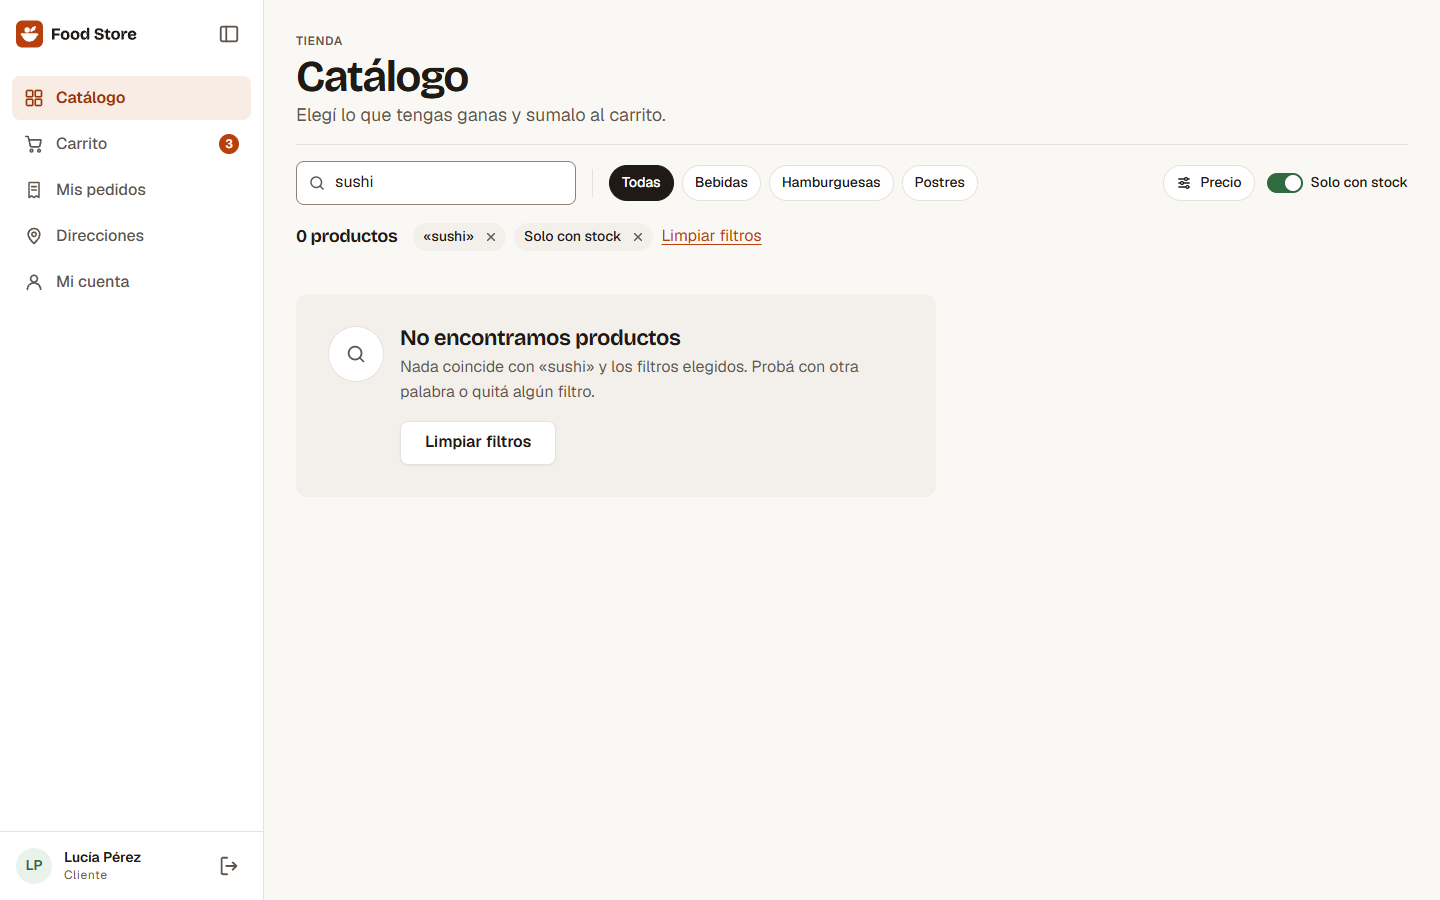 Food Store
Catálogo
Carrito
3
Mis pedidos
Direcciones
Mi cuenta
LP
Lucía Pérez
Cliente
TIENDA
Catálogo
Elegí lo que tengas ganas y sumalo al carrito.
sushi
Todas
Bebidas
Hamburguesas
Postres
Precio
Solo con stock
0 productos
«sushi»
Solo con stock
Limpiar filtros
No encontramos productos
Nada coincide con «sushi» y los filtros elegidos. Probá con otra
palabra o quitá algún filtro.
Limpiar filtros